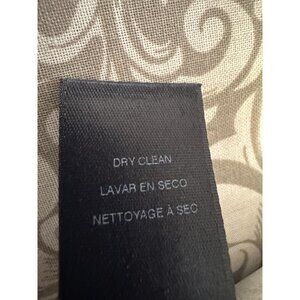 DRY CLEAN
LAVAR EN SECO
NETTOYAGE À SEC